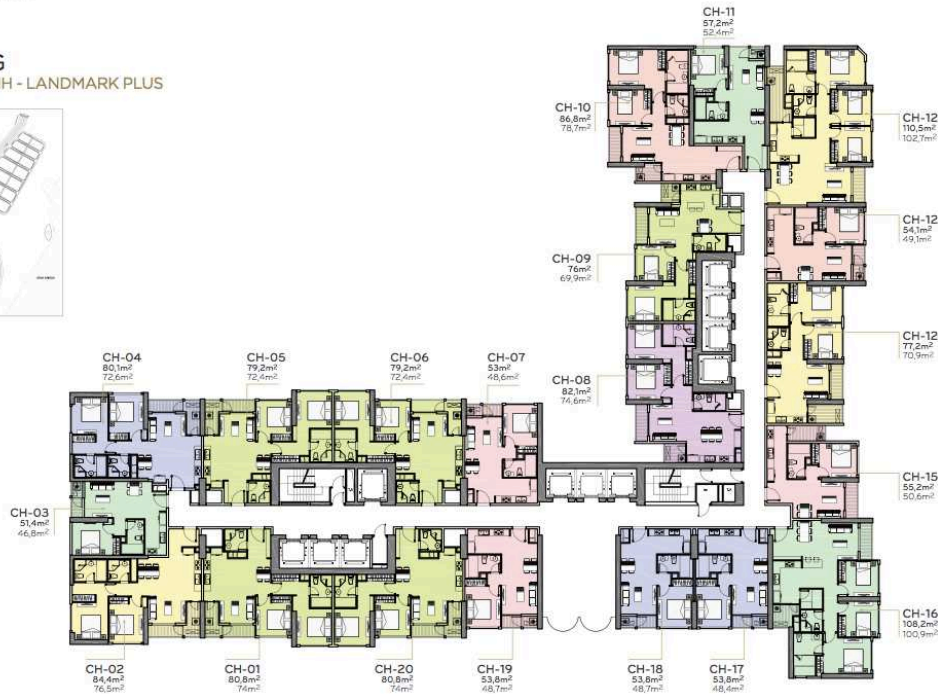 G
NH - LANDMARK PLUS
CH-11
57,2m²
52,4m²
CH-10
86,8m²
78,7m²
CH-12
110,5m²
102,7m²
CH-12
54,1m²
49,1m²
CH-09
76m²
69,9m²
CH-12
77,2m²
70,9m²
CH-08
82,1m²
74,6m²
CH-04
80,1m²
72,6m²
CH-05
79,2m²
72,4m²
CH-06
79,2m²
72,4m²
CH-07
53m²
48,6m²
CH-15
55,2m²
50,6m²
CH-03
51,4m²
46,8m²
CH-16
108,2m²
100,9m²
CH-02
84,4m²
76,5m²
CH-01
80,8m²
74m²
CH-20
80,8m²
74m²
CH-19
53,8m²
48,7m²
CH-18
53,8m²
48,7m²
CH-17
53,8m²
48,4m²